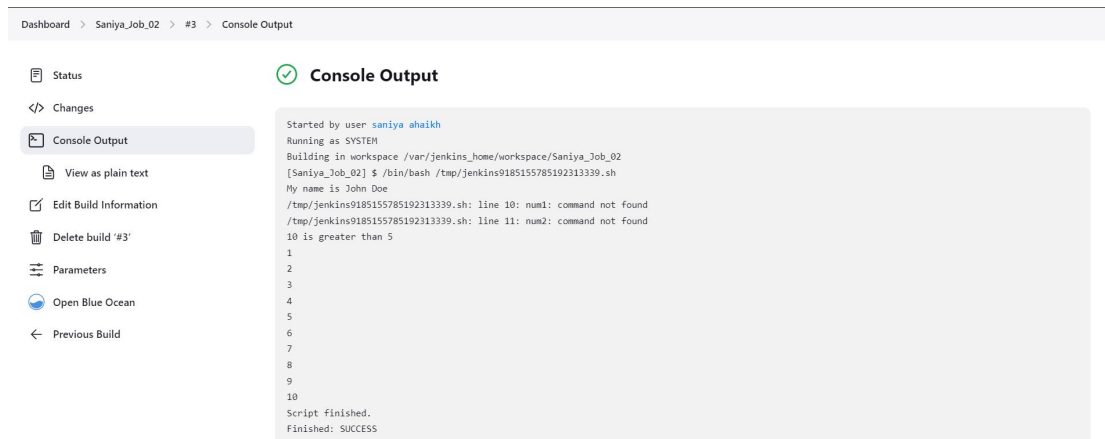 Dashboard > Saniya_Job_02 > #3 > Console Output
Status
Changes
Console Output
View as plain text
Edit Build Information
Delete build '#3'
Parameters
Open Blue Ocean
Previous Build
Console Output
Started by user saniya ahaikh
Running as SYSTEM
Building in workspace /var/jenkins_home/workspace/Saniya_Job_02
[Saniya_Job_02] $ /bin/bash /tmp/jenkins9185155785192313339.sh
My name is John Doe
/tmp/jenkins9185155785192313339.sh: line 10: num1: command not found
/tmp/jenkins9185155785192313339.sh: line 11: num2: command not found
10 is greater than 5
1
2
3
4
5
6
7
8
9
10
Script finished.
Finished: SUCCESS